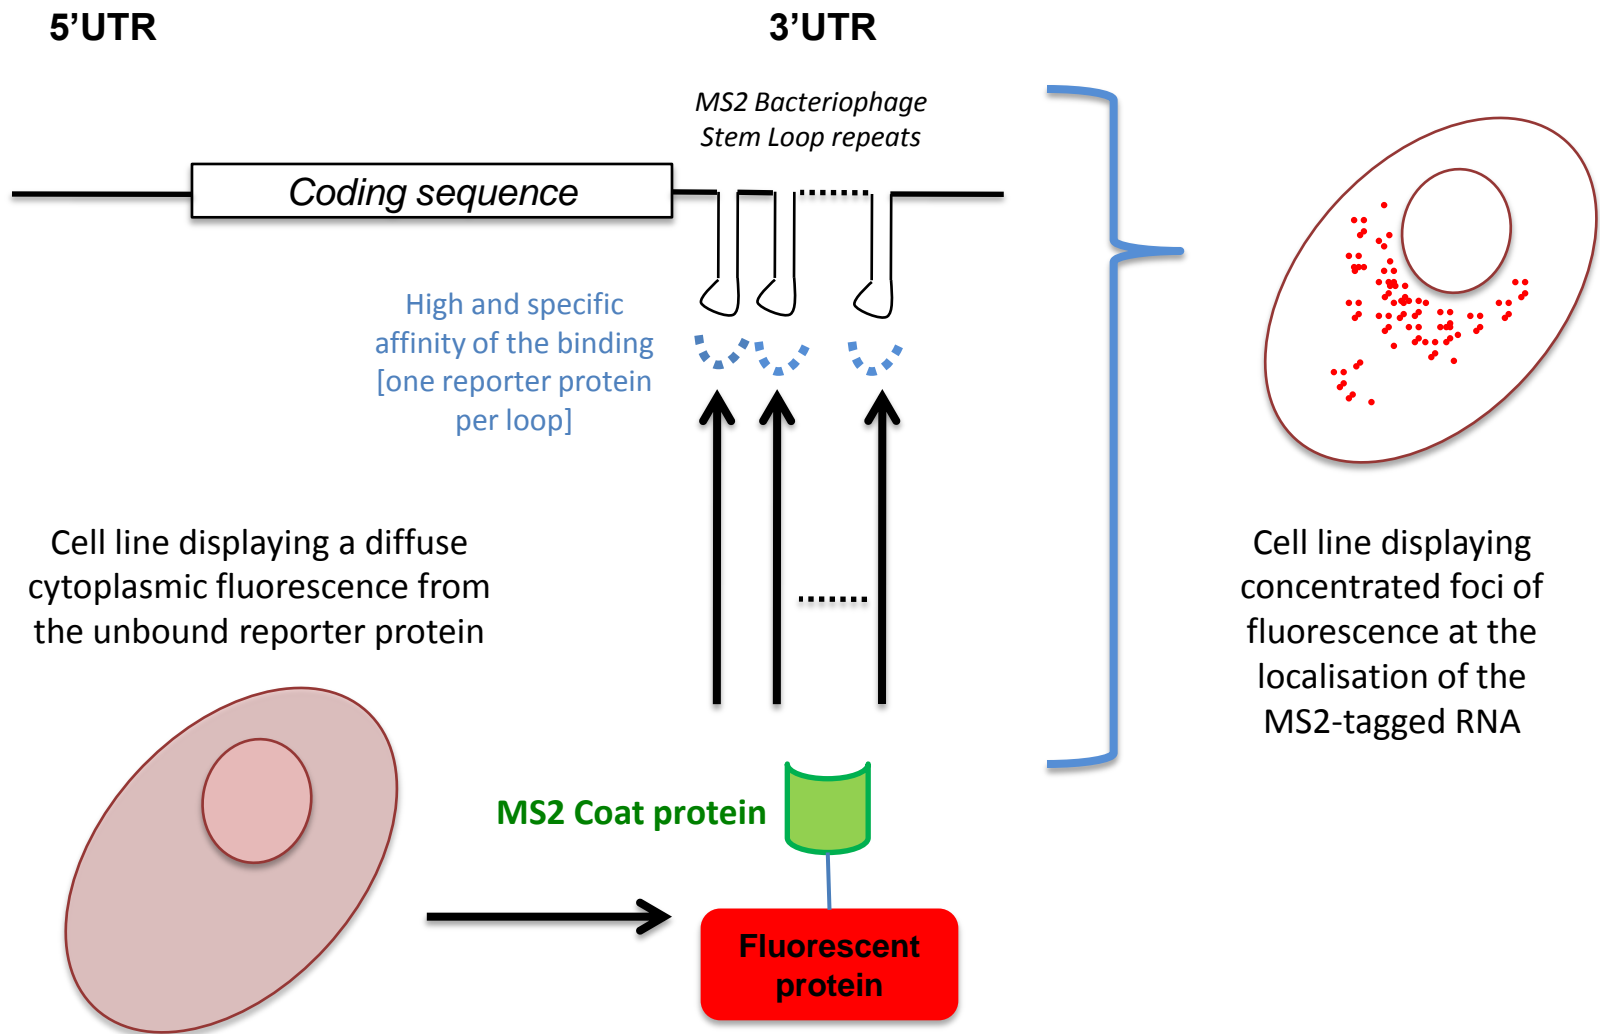 5’UTR
3’UTR
MS2 Bacteriophage
Stem Loop repeats
Coding sequence
High and specific
affinity of the binding
[one reporter protein
per loop]
Cell line displaying a diffuse
cytoplasmic fluorescence from
the unbound reporter protein
Cell line displaying
concentrated foci of
fluorescence at the
localisation of the
MS2-tagged RNA
MS2 Coat protein
Fluorescent
protein